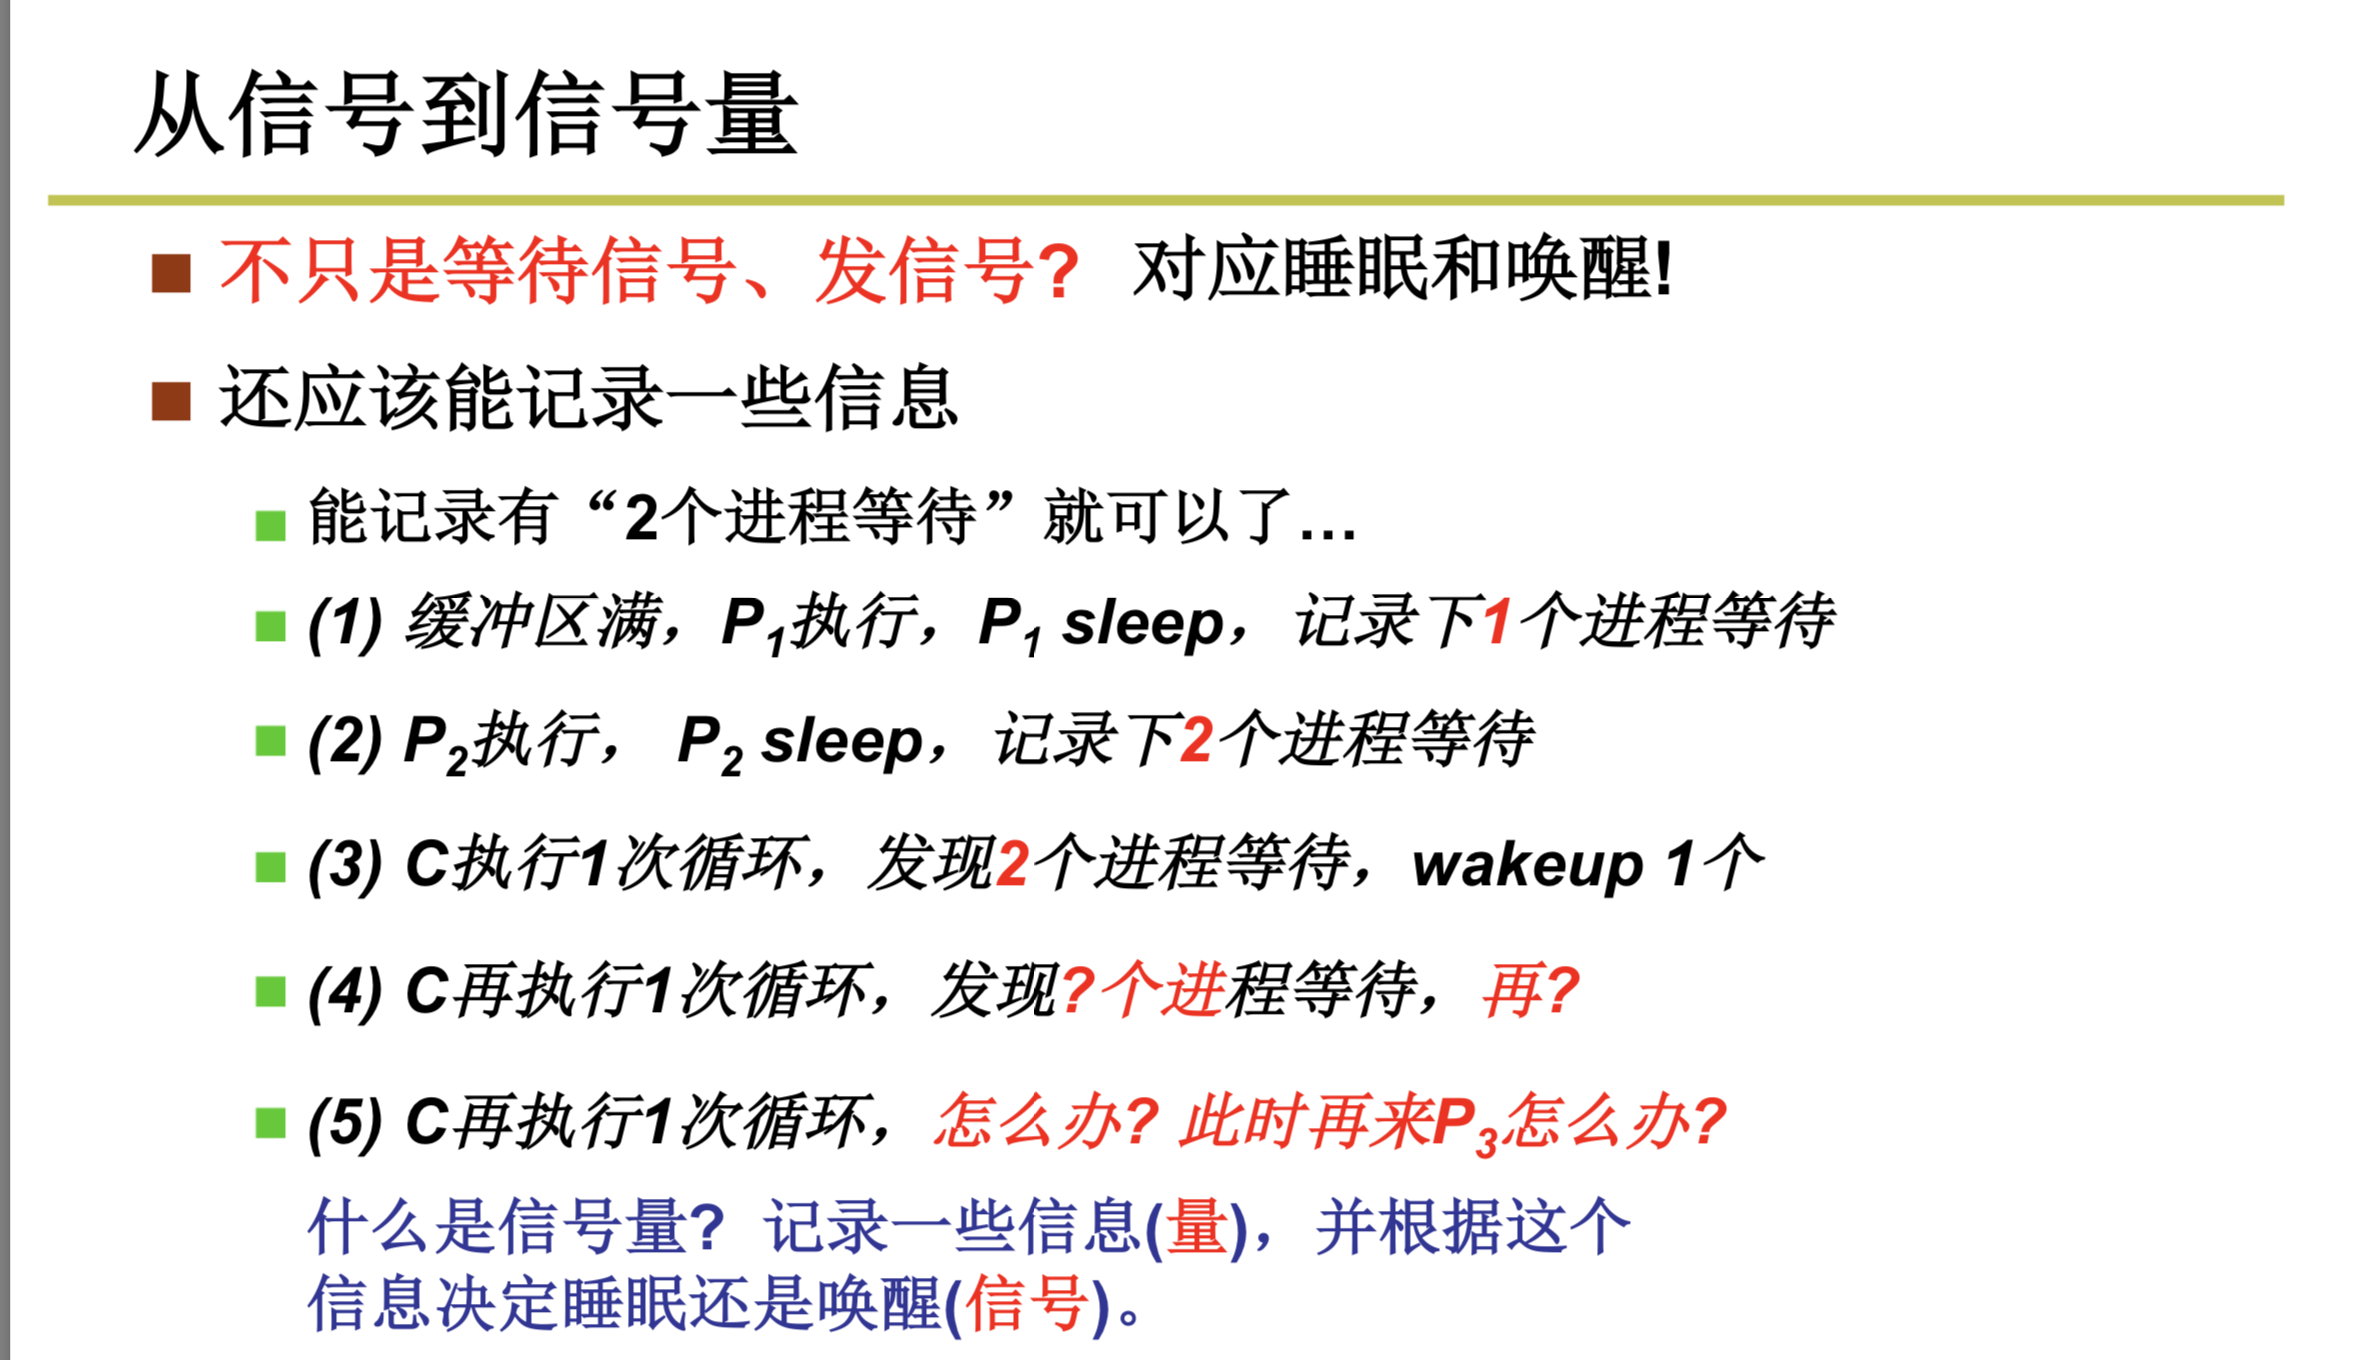 从信号到信号量
不只是等待信号、发信号? 对应睡眠和唤醒!
还应该能记录一些信息
能记录有“2个进程等待”就可以了...
(1) 缓冲区满，P1执行，P1 sleep，记录下1个进程等待
(2) P2执行， P2 sleep，记录下2个进程等待
(3) C执行1次循环，发现2个进程等待，wakeup 1个
(4) C再执行1次循环，发现?个进程等待，再?
(5) C再执行1次循环，怎么办? 此时再来P3怎么办?
什么是信号量? 记录一些信息(量)，并根据这个
信息决定睡眠还是唤醒(信号)。